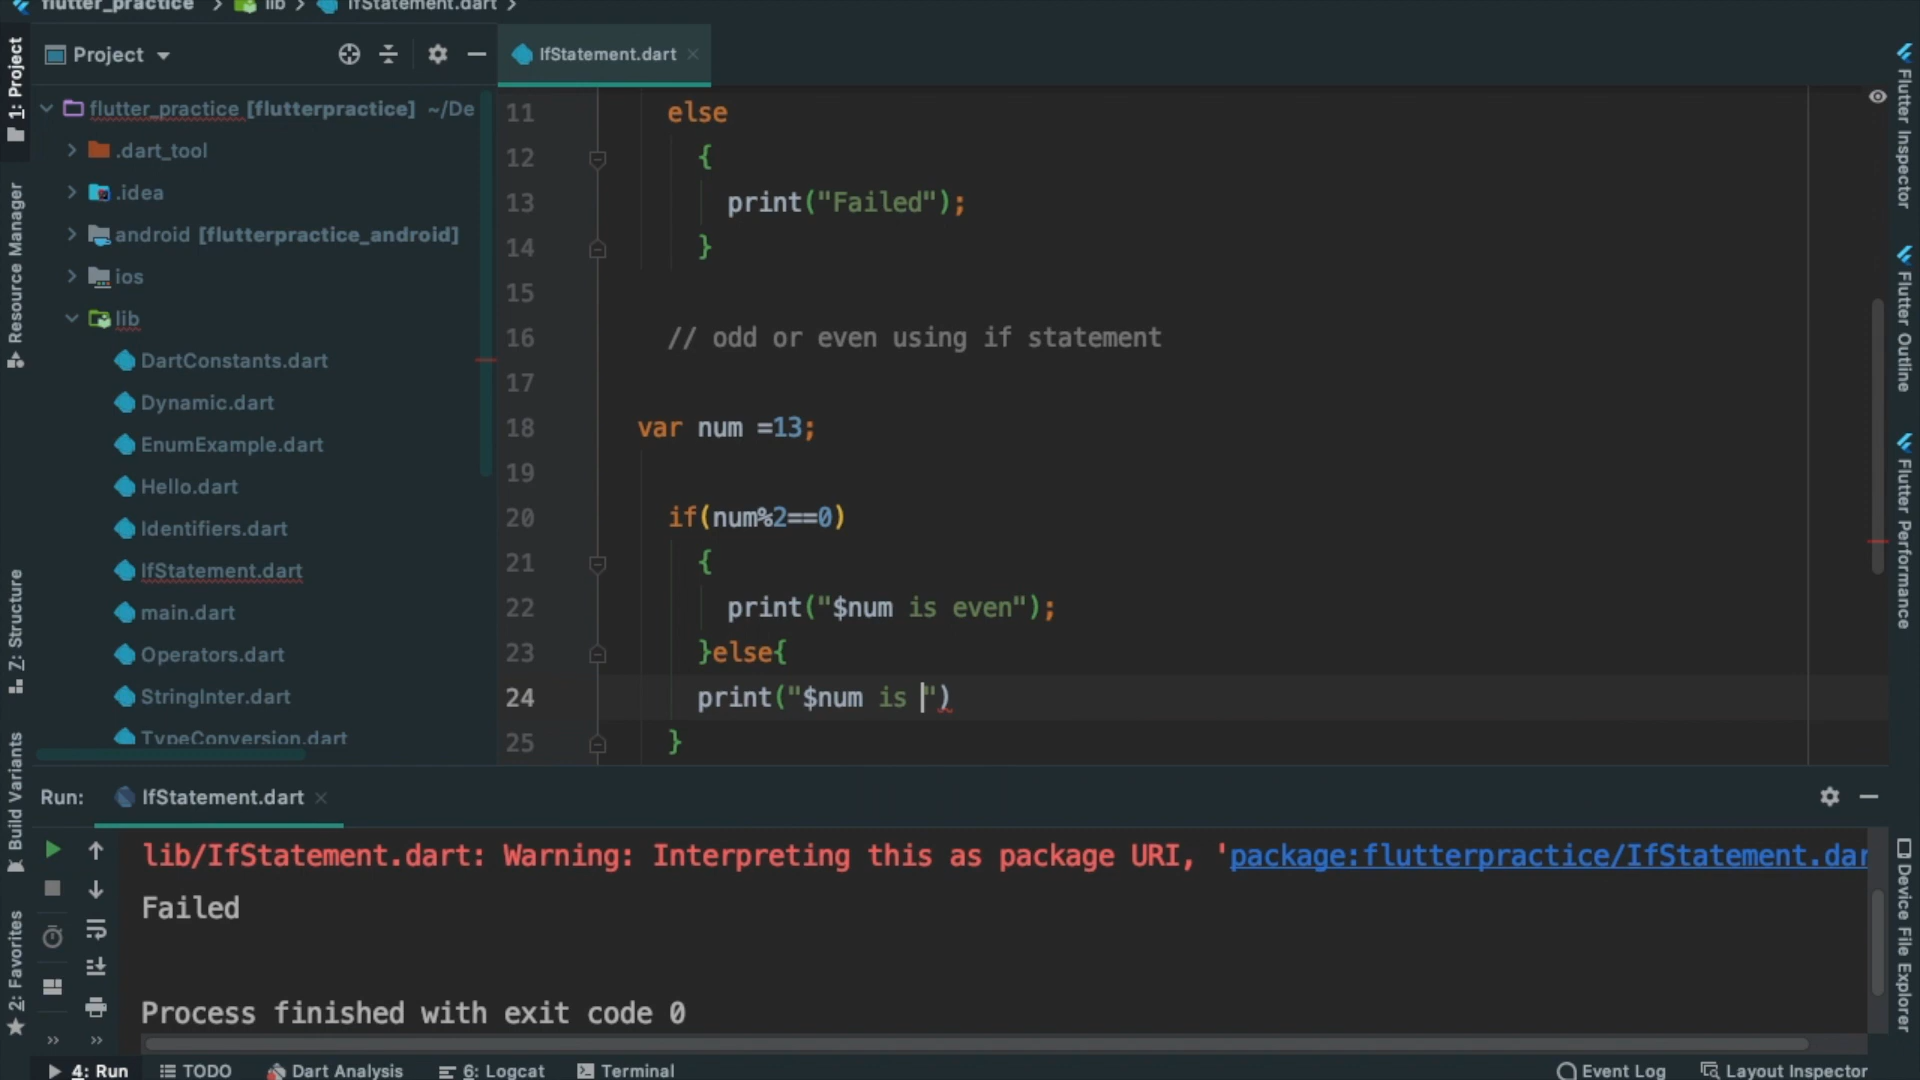 flutter_practice > lib > IfStatement.dart >
1: Project
Resource Manager
7: Structure
Build Variants
2: Favorites
Project
flutter_practice [flutterpractice] ~/De
.dart_tool
.idea
android [flutterpractice_android]
ios
lib
DartConstants.dart
Dynamic.dart
EnumExample.dart
Hello.dart
Identifiers.dart
IfStatement.dart
main.dart
Operators.dart
StringInter.dart
TypeConversion.dart
IfStatement.dart
11 else
12 {
13 print("Failed");
14 }
15
16 // odd or even using if statement
17
18 var num =13;
19
20 if(num%2==0)
21 {
22 print("$num is even");
23 }else{
24 print("$num is ")
25 }
Flutter Inspector
Flutter Outline
Flutter Performance
Device File Explorer
Run: IfStatement.dart
lib/IfStatement.dart: Warning: Interpreting this as package URI, 'package:flutterpractice/IfStatement.dar
Failed
Process finished with exit code 0
4: Run TODO Dart Analysis 6: Logcat Terminal Event Log Layout Inspector